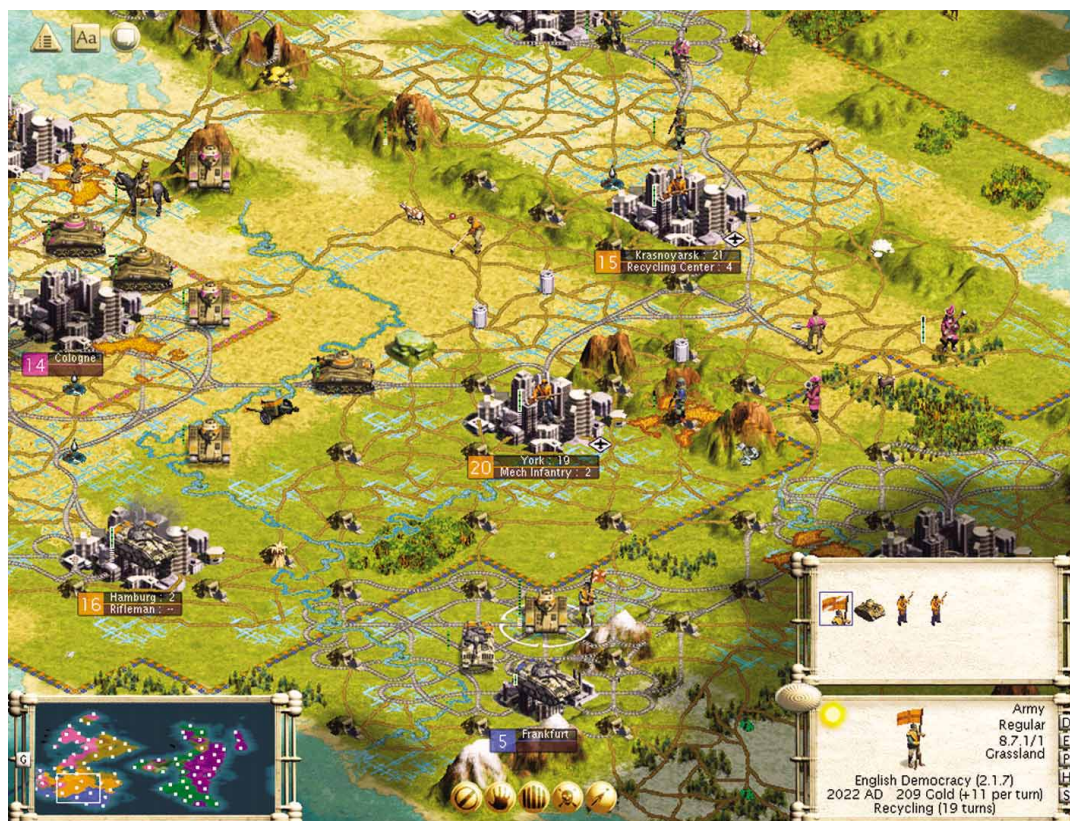 Aa
15 Krasnoyarsk : 21
Recycling Center : 4
14 Cologne
20 York : 19
Mech Infantry : 2
16 Hamburg : 2
Rifleman : --
5 Frankfurt
G
Army
Regular
8.7.1/1
Grassland
English Democracy (2.1.7)
2022 AD 209 Gold (+11 per turn)
Recycling (19 turns)